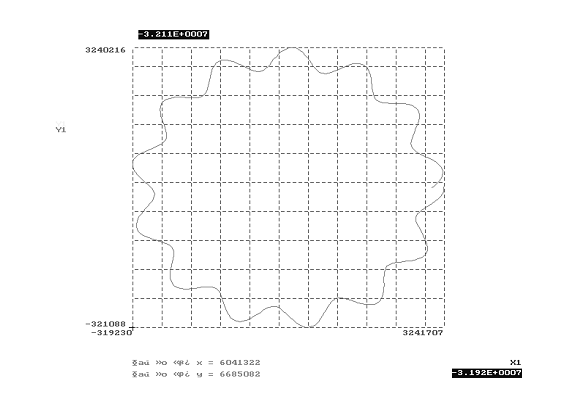 -3.211E+0007
3240216
Y1
-321088
-319230
3241707
x = 6041322
X1
y = 6685082
-3.192E+0007